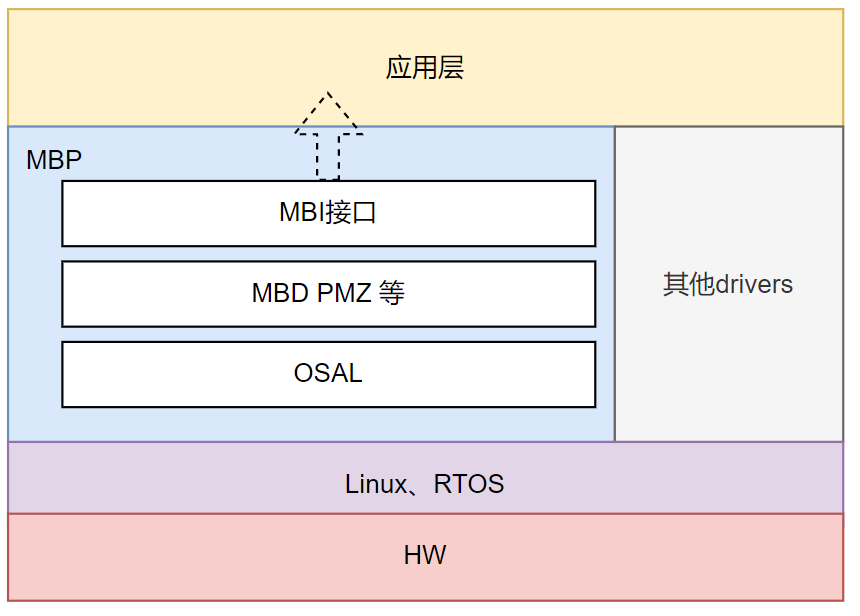 应用层
MBP
MBI接口
MBD PMZ 等
其他drivers
OSAL
Linux、RTOS
HW